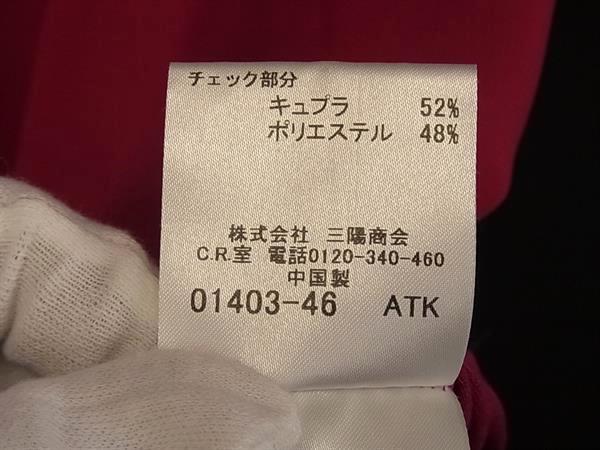 チェック部分
キュプラ 52%
ポリエステル 48%
株式会社 三陽商会
C.R.室 電話0120-340-460
中国製
01403-46 ATK